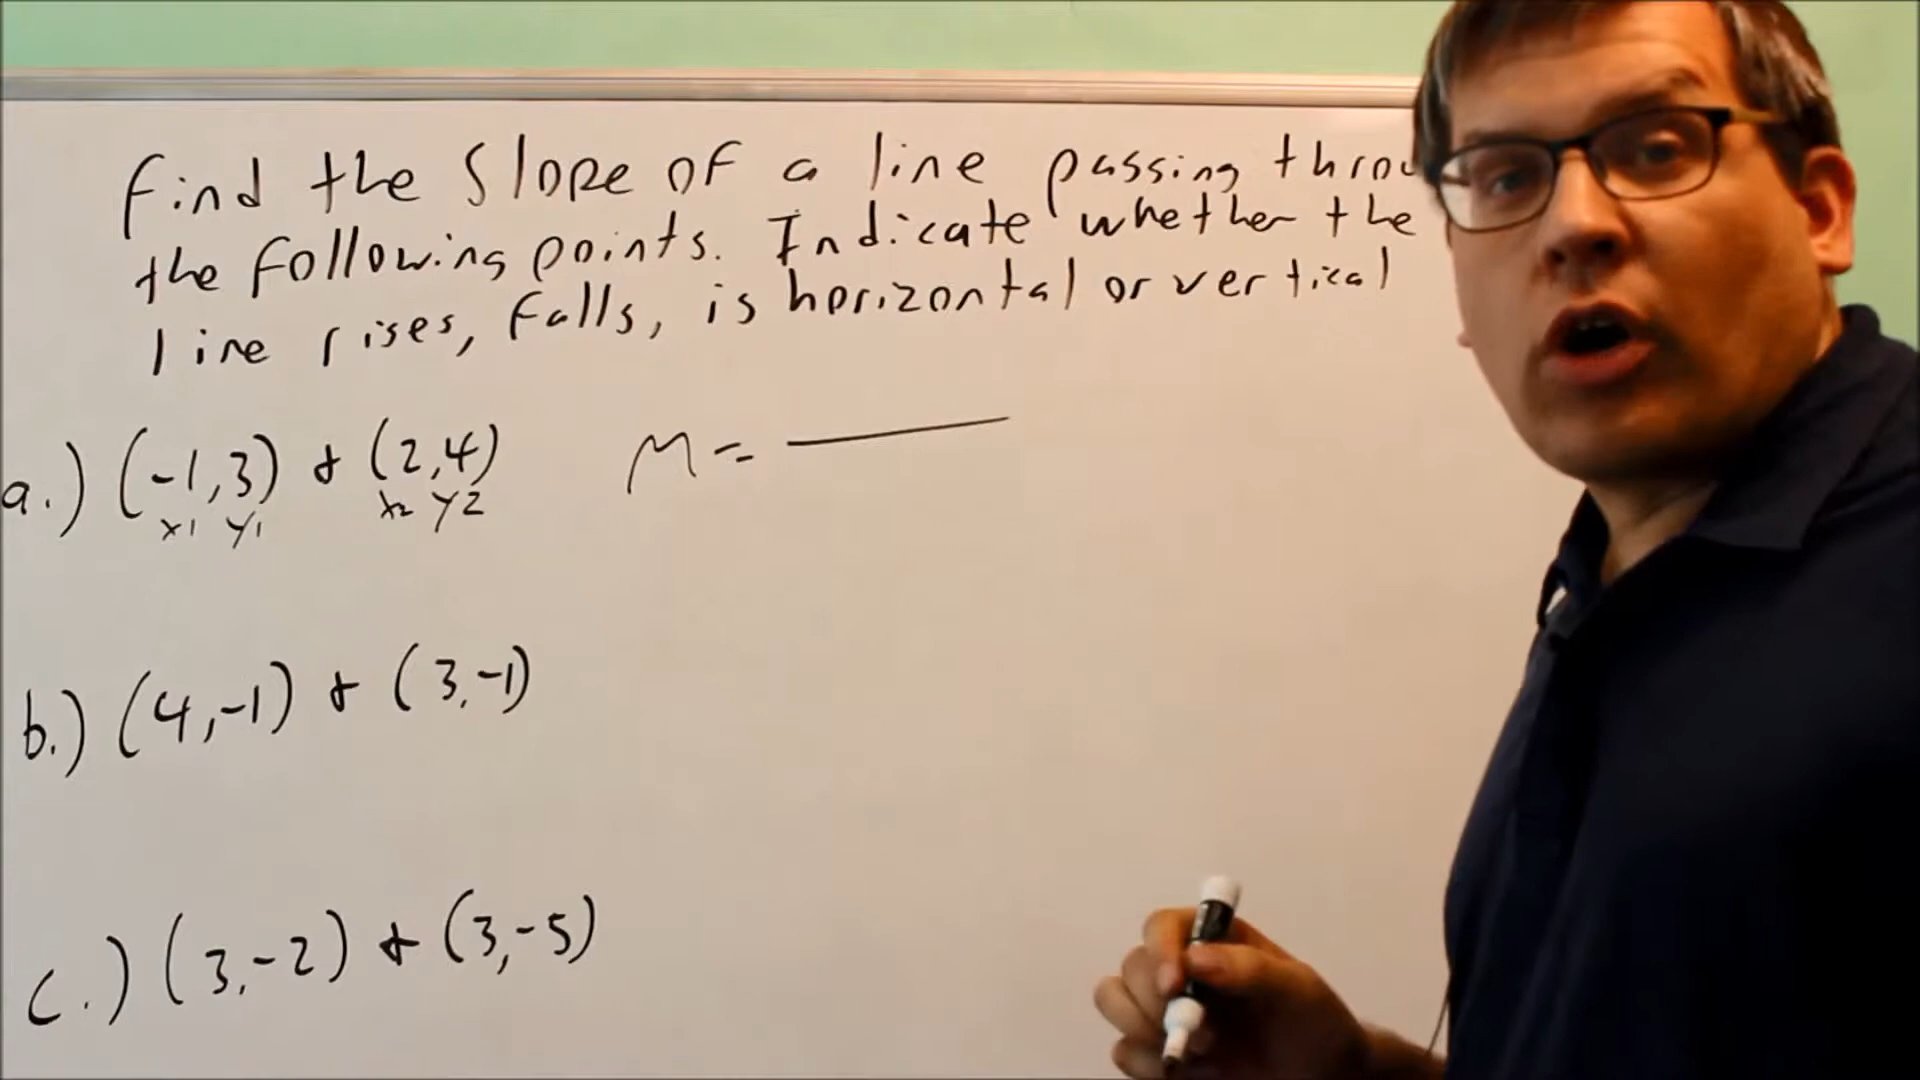 Find the Slope of a line passing throu
the following points. Indicate whether the
line rises, falls, is horizontal or vertical
a.) (-1,3) + (2,4) M=
x1 y1 x2 y2
b.) (4,-1) + (3,-1)
c.) (3,-2) + (3,-5)